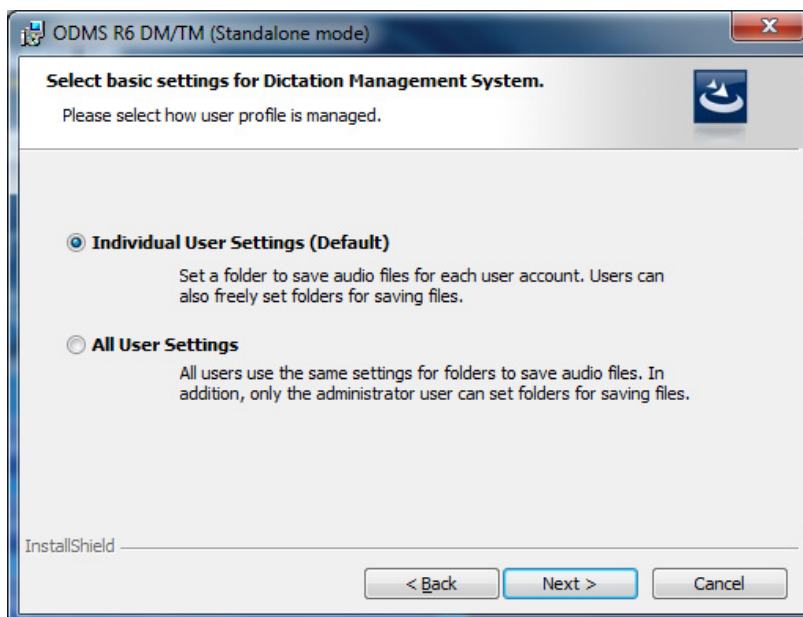 ODMS R6 DM/TM (Standalone mode)
Select basic settings for Dictation Management System.
Please select how user profile is managed.
Individual User Settings (Default)
Set a folder to save audio files for each user account. Users can
also freely set folders for saving files.
All User Settings
All users use the same settings for folders to save audio files. In
addition, only the administrator user can set folders for saving files.
InstallShield
< Back
Next >
Cancel